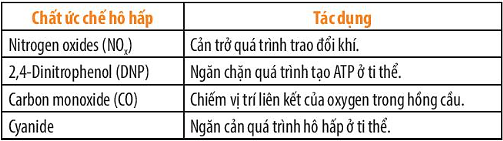 Chất ức chế hô hấp Tác dụng
Nitrogen oxides (NOₓ) Cản trở quá trình trao đổi khí.
2,4-Dinitrophenol (DNP) Ngăn chặn quá trình tạo ATP ở ti thể.
Carbon monoxide (CO) Chiếm vị trí liên kết của oxygen trong hồng cầu.
Cyanide Ngăn cản quá trình hô hấp ở ti thể.